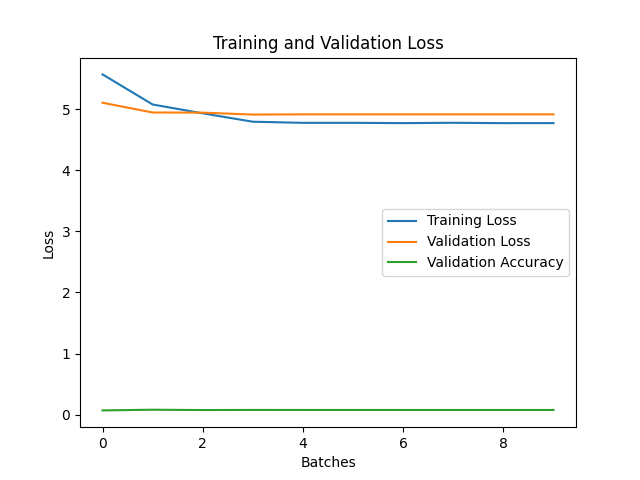 Training and Validation Loss
5
4
3
2
1
0
Loss
Training Loss
Validation Loss
Validation Accuracy
0 2 4 6 8
Batches